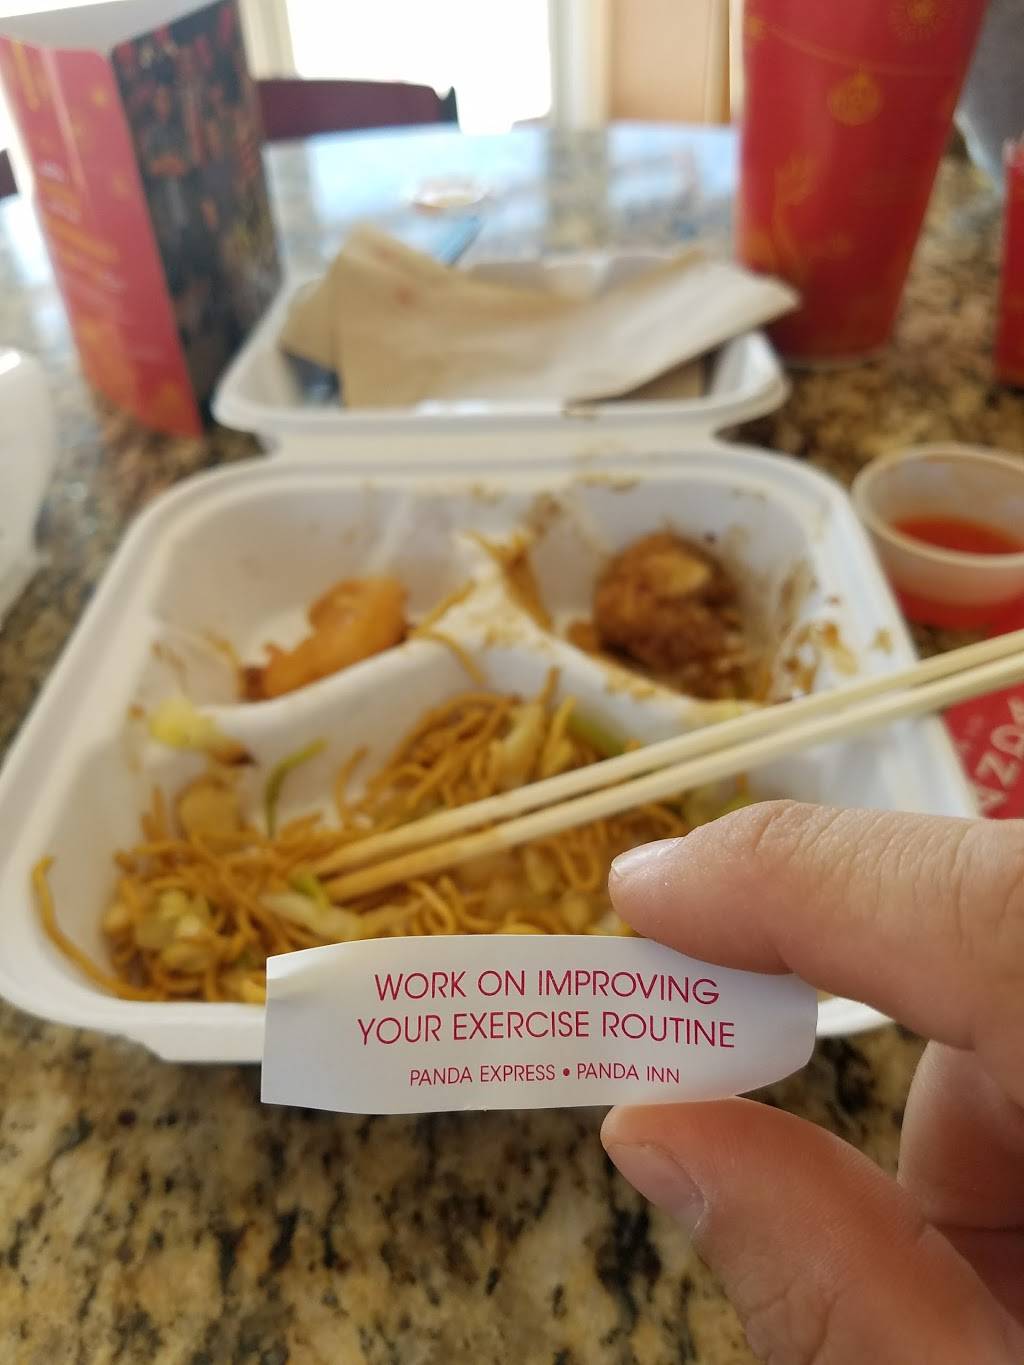 WORK ON IMPROVING
YOUR EXERCISE ROUTINE
PANDA EXPRESS • PANDA INN